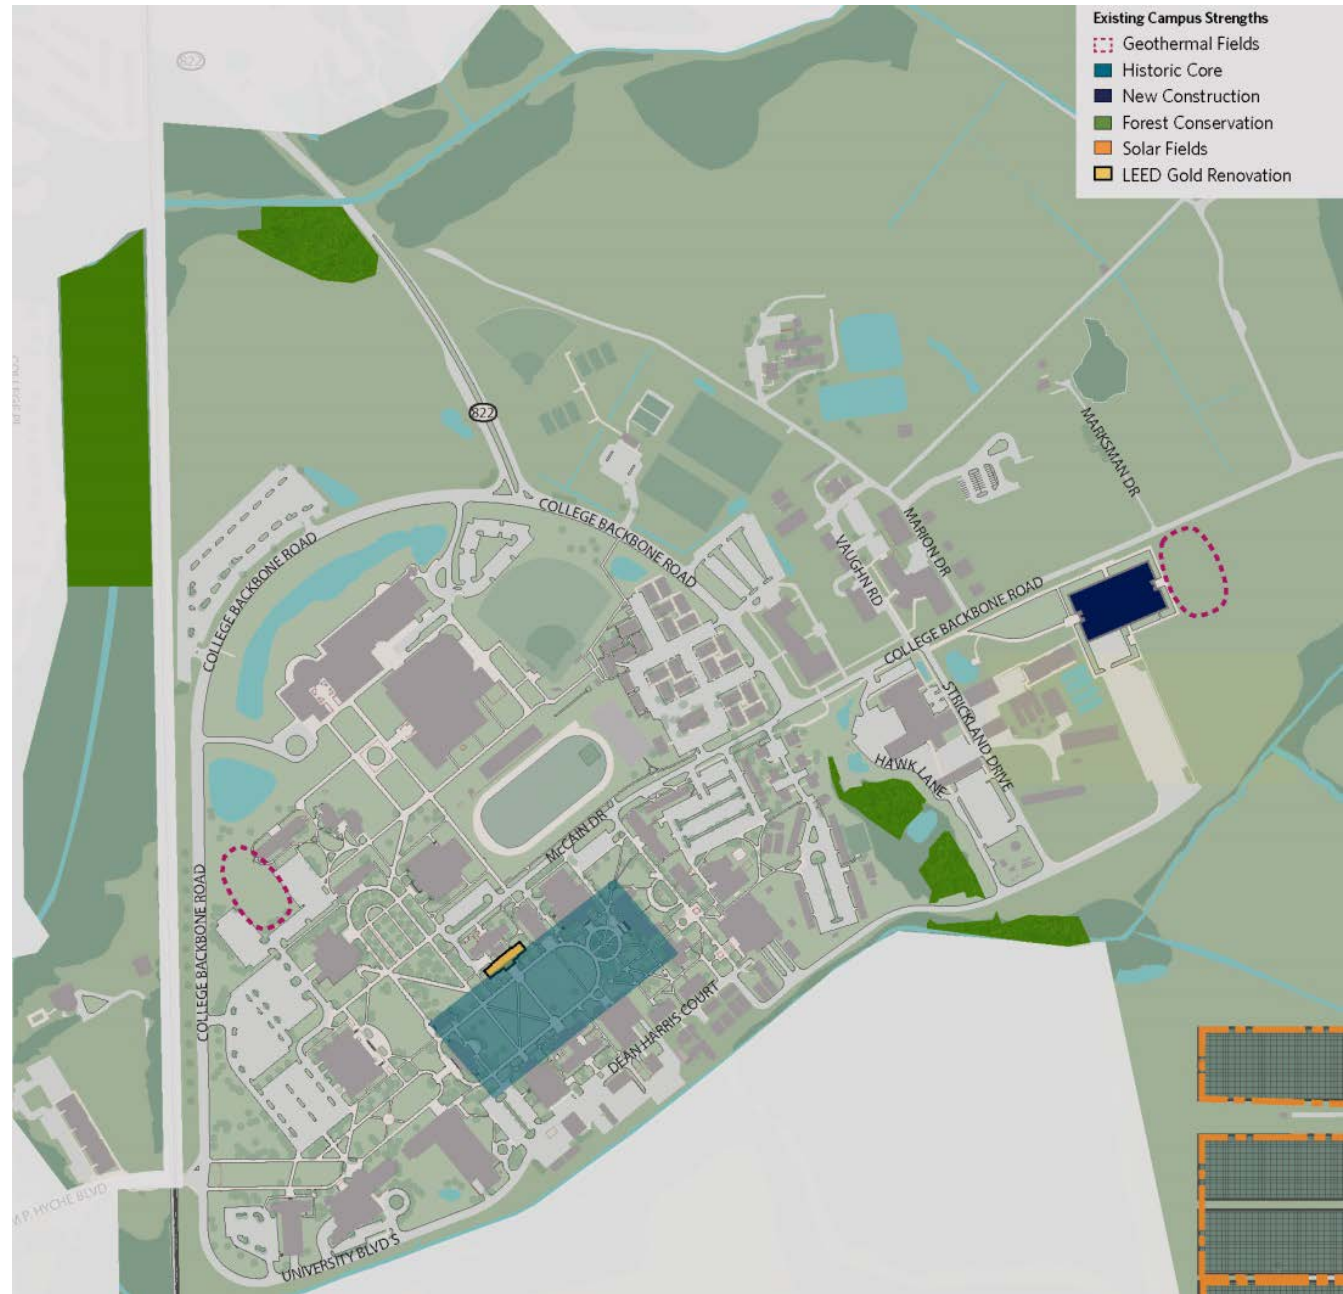 Existing Campus Strengths
Geothermal Fields
Historic Core
New Construction
Forest Conservation
Solar Fields
LEED Gold Renovation
822
822
MARKSMAN DR
COLLEGE BACKBONE ROAD
COLLEGE BACKBONE ROAD
MARION DR
VAUGHN RD
COLLEGE BACKBONE ROAD
STRICKLAND DRIVE
HAWK LANE
McCAIN DR
COLLEGE BACKBONE ROAD
DEAN HARRIS COURT
P. HYCHE BLVD
UNIVERSITY BLVD S